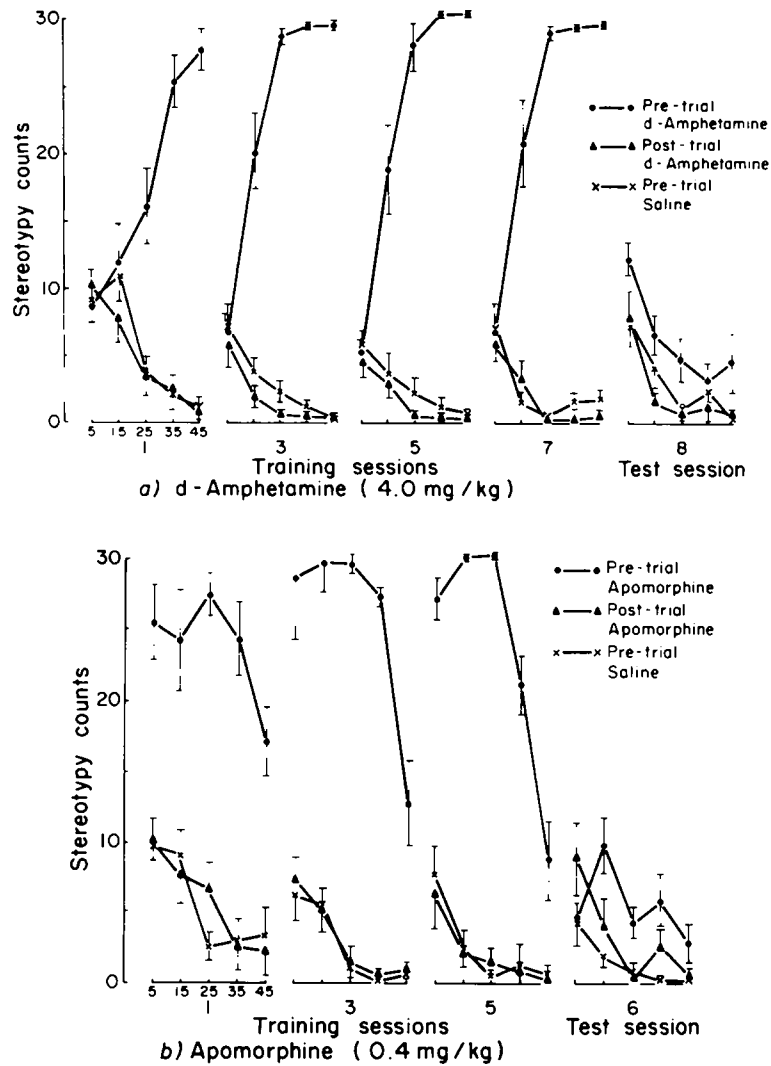 30
20
10
0
Stereotypy counts
Pre-trial
d-Amphetamine
Post-trial
d-Amphetamine
Pre-trial
Saline
5 15 25 35 45
1 3 5 7 8
Training sessions Test session
a) d-Amphetamine (4.0 mg/kg)
30
20
10
0
Stereotypy counts
Pre-trial
Apomorphine
Post-trial
Apomorphine
Pre-trial
Saline
5 15 25 35 45
1 3 5 6
Training sessions Test session
b) Apomorphine (0.4 mg/kg)